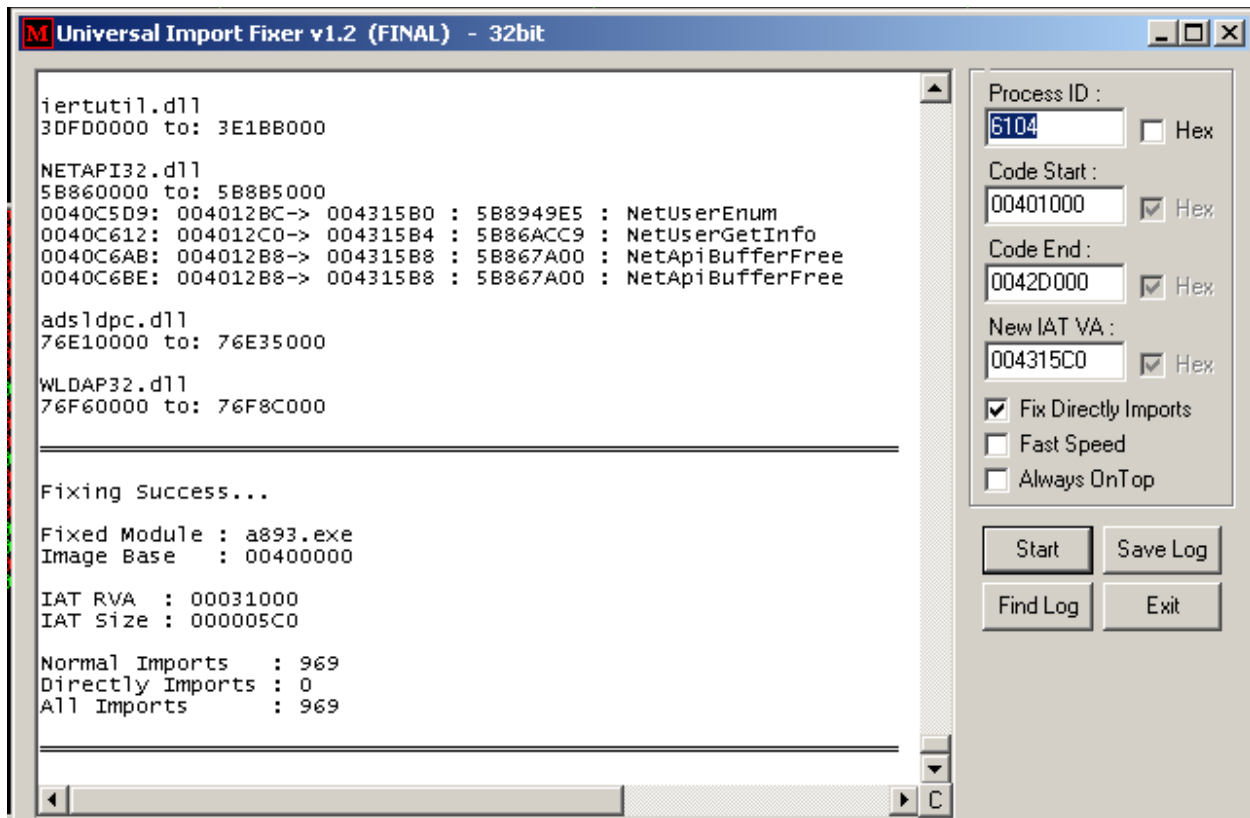 M Universal Import Fixer v1.2 (FINAL) - 32bit
iertutil.dll
3DFD0000 to: 3E1BB000
NETAPI32.dll
5B860000 to: 5B8B5000
0040C5D9: 004012BC-> 004315B0 : 5B8949E5 : NetUserEnum
0040C612: 004012C0-> 004315B4 : 5B86ACC9 : NetUserGetInfo
0040C6AB: 004012B8-> 004315B8 : 5B867A00 : NetApiBufferFree
0040C6BE: 004012B8-> 004315B8 : 5B867A00 : NetApiBufferFree
adsldpc.dll
76E10000 to: 76E35000
WLDAP32.dll
76F60000 to: 76F8C000
Fixing Success...
Fixed Module : a893.exe
Image Base : 00400000
IAT RVA : 00031000
IAT Size : 000005C0
Normal Imports : 969
Directly Imports : 0
All Imports : 969
C
Process ID :
6104 Hex
Code Start :
00401000 Hex
Code End :
0042D000 Hex
New IAT VA :
004315C0 Hex
Fix Directly Imports
Fast Speed
Always OnTop
Start Save Log
Find Log Exit